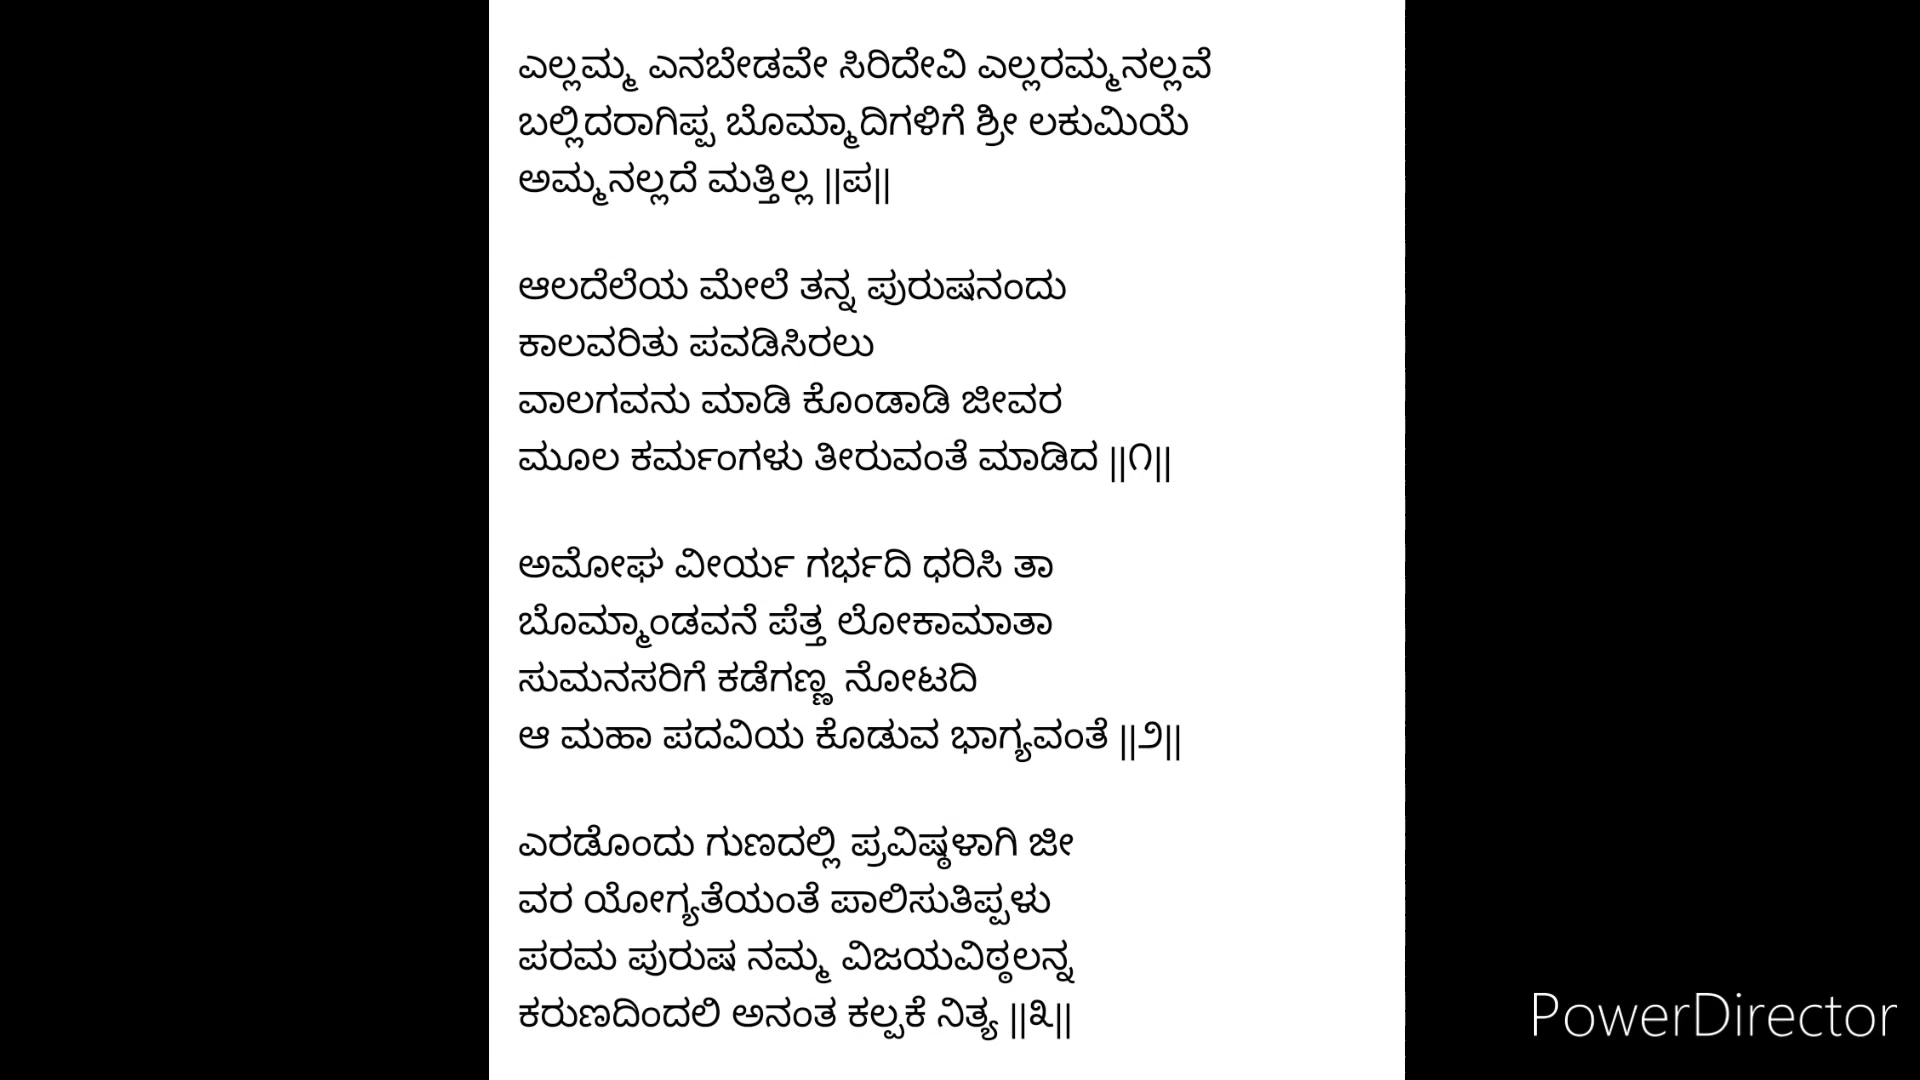 ಎಲ್ಲಮ್ಮ ಎನಬೇಡವೇ ಸಿರಿದೇವಿ ಎಲ್ಲರಮ್ಮನಲ್ಲವೆ
ಬಲ್ಲಿದರಾಗಿಪ್ಪ ಬೊಮ್ಮಾದಿಗಳಿಗೆ ಶ್ರೀ ಲಕುಮಿಯೆ
ಅಮ್ಮನಲ್ಲದೆ ಮತ್ತಿಲ್ಲ ||ಪ||
ಆಲದೆಲೆಯ ಮೇಲೆ ತನ್ನ ಪುರುಷನಂದು
ಕಾಲವರಿತು ಪವಡಿಸಿರಲು
ವಾಲಗವನು ಮಾಡಿ ಕೊಂಡಾಡಿ ಜೀವರ
ಮೂಲ ಕರ್ಮಂಗಳು ತೀರುವಂತೆ ಮಾಡಿದ ||೧||
ಅಮೋಘ ವೀರ್ಯ ಗರ್ಭದಿ ಧರಿಸಿ ತಾ
ಬೊಮ್ಮಾಂಡವನೆ ಪೆತ್ತ ಲೋಕಾಮಾತಾ
ಸುಮನಸರಿಗೆ ಕಡೆಗಣ್ಣ ನೋಟದಿ
ಆ ಮಹಾ ಪದವಿಯ ಕೊಡುವ ಭಾಗ್ಯವಂತೆ ||೨||
ಎರಡೊಂದು ಗುಣದಲ್ಲಿ ಪ್ರವಿಷ್ಠಳಾಗಿ ಜೀ
ವರ ಯೋಗ್ಯತೆಯಂತೆ ಪಾಲಿಸುತಿಪ್ಪಳು
ಪರಮ ಪುರುಷ ನಮ್ಮ ವಿಜಯವಿಠ್ಠಲನ್ನ
ಕರುಣದಿಂದಲಿ ಅನಂತ ಕಲ್ಪಕೆ ನಿತ್ಯ ||೩||
PowerDirector